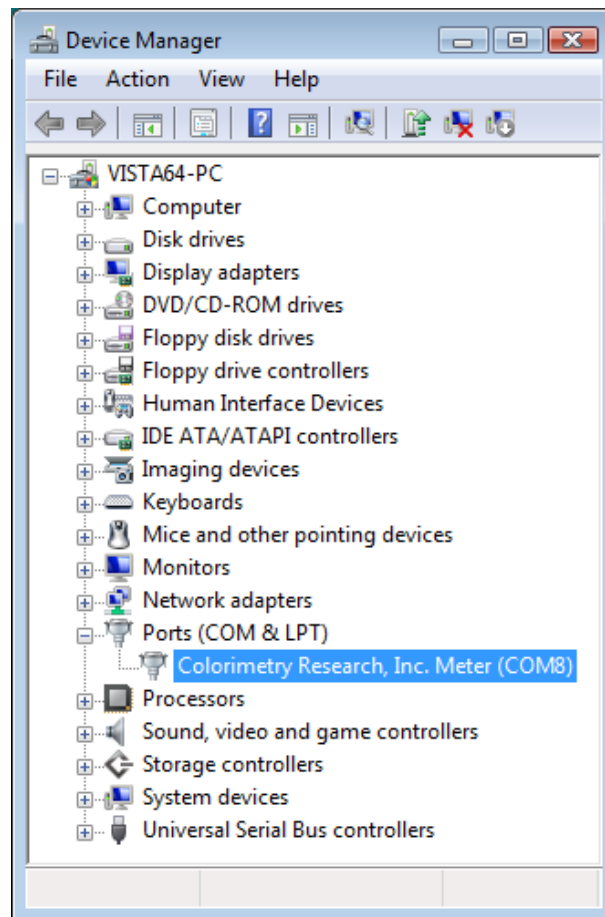 Device Manager
File Action View Help
VISTA64-PC
Computer
Disk drives
Display adapters
DVD/CD-ROM drives
Floppy disk drives
Floppy drive controllers
Human Interface Devices
IDE ATA/ATAPI controllers
Imaging devices
Keyboards
Mice and other pointing devices
Monitors
Network adapters
Ports (COM & LPT)
Colorimetry Research, Inc. Meter (COM8)
Processors
Sound, video and game controllers
Storage controllers
System devices
Universal Serial Bus controllers